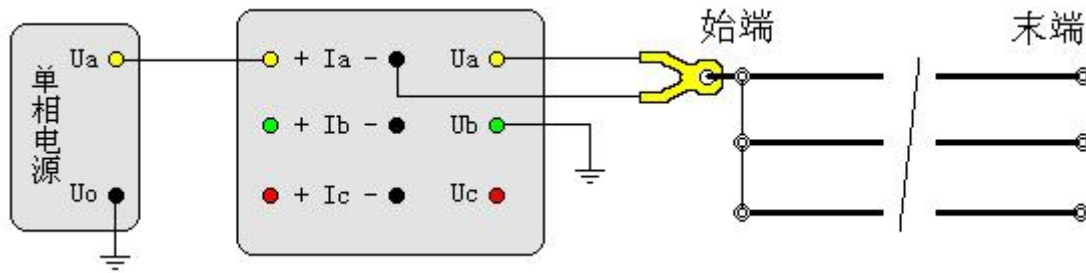 始端 末端
Ua + Ia - Ua
单相电源
+ Ib - Ub
Uo + Ic - Uc